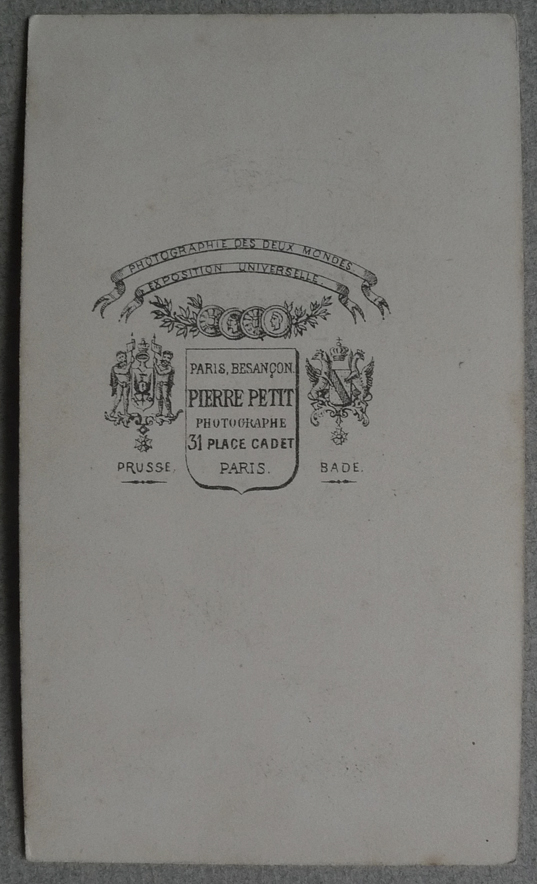 PHOTOGRAPHIE DES DEUX MONDES
EXPOSITION UNIVERSELLE.
PARIS, BESANÇON.
PIERRE PETIT
PHOTOGRAPHE
31 PLACE CADET
PARIS.
PRUSSE.
BADE.